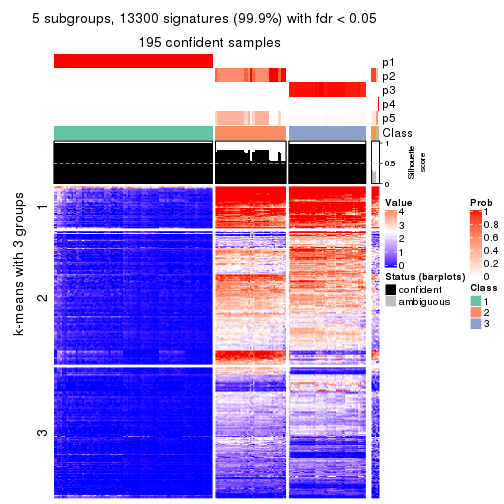 5 subgroups, 13300 signatures (99.9%) with fdr < 0.05
195 confident samples
p1
p2
p3
p4
p5
Class
1
0.5
0
Silhouette
score
k-means with 3 groups
1
2
3
Value
4
3
2
1
0
Status (barplots)
confident
ambiguous
Prob
1
0.8
0.6
0.4
0.2
0
Class
1
2
3